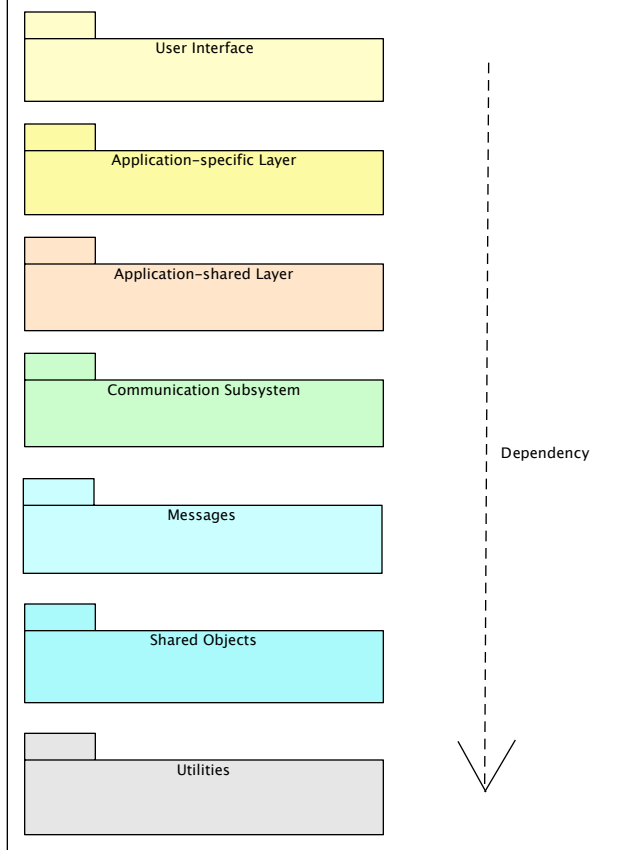 User Interface
Application-specific Layer
Application-shared Layer
Communication Subsystem
Dependency
Messages
Shared Objects
Utilities